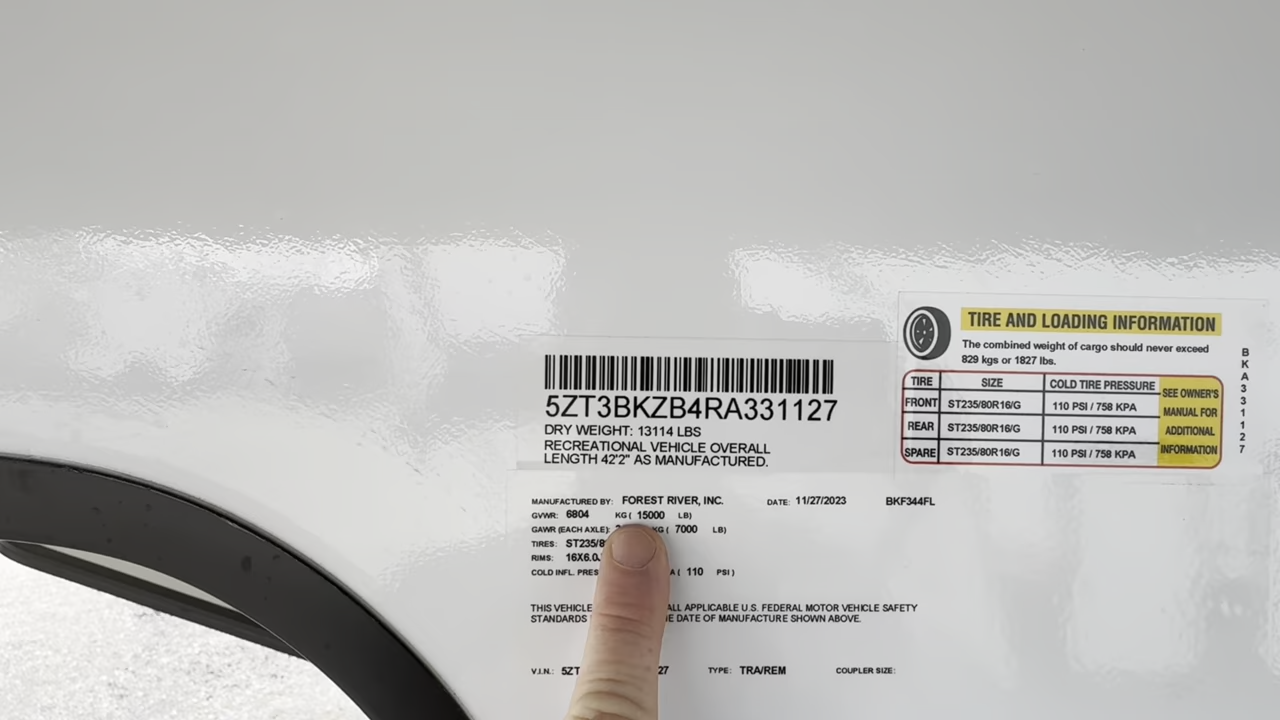 5ZT3BKZB4RA331127
DRY WEIGHT: 13114 LBS
RECREATIONAL VEHICLE OVERALL
LENGTH 42'2" AS MANUFACTURED.
MANUFACTURED BY: FOREST RIVER, INC. DATE: 11/27/2023 BKF344FL
GVWR: 6804 KG ( 15000 LB)
GAWR (EACH AXLE): KG ( 7000 LB)
TIRES: ST235/8
RIMS: 16X6.0
COLD INFL. PRES ( 110 PSI )
THIS VEHICLE ALL APPLICABLE U.S. FEDERAL MOTOR VEHICLE SAFETY
STANDARDS DATE OF MANUFACTURE SHOWN ABOVE.
V.I.N.: 5ZT 27 TYPE: TRA/REM COUPLER SIZE:
TIRE AND LOADING INFORMATION
The combined weight of cargo should never exceed
829 kgs or 1827 lbs.
TIRE SIZE COLD TIRE PRESSURE
FRONT ST235/80R16/G 110 PSI / 758 KPA
REAR ST235/80R16/G 110 PSI / 758 KPA
SPARE ST235/80R16/G 110 PSI / 758 KPA
SEE OWNER'S
MANUAL FOR
ADDITIONAL
INFORMATION
BKA331127